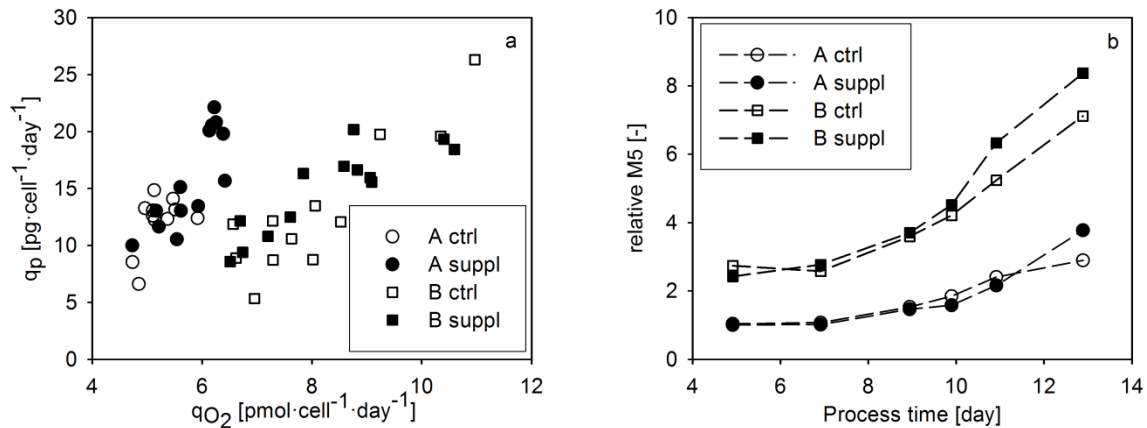 a
30
25
20
15
10
5
0
qp [pg·cell⁻¹·day⁻¹]
4 6 8 10 12
qO2 [pmol·cell⁻¹·day⁻¹]
A ctrl
A suppl
B ctrl
B suppl
b
10
8
6
4
2
0
relative M5 [-]
4 6 8 10 12 14
Process time [day]
A ctrl
A suppl
B ctrl
B suppl